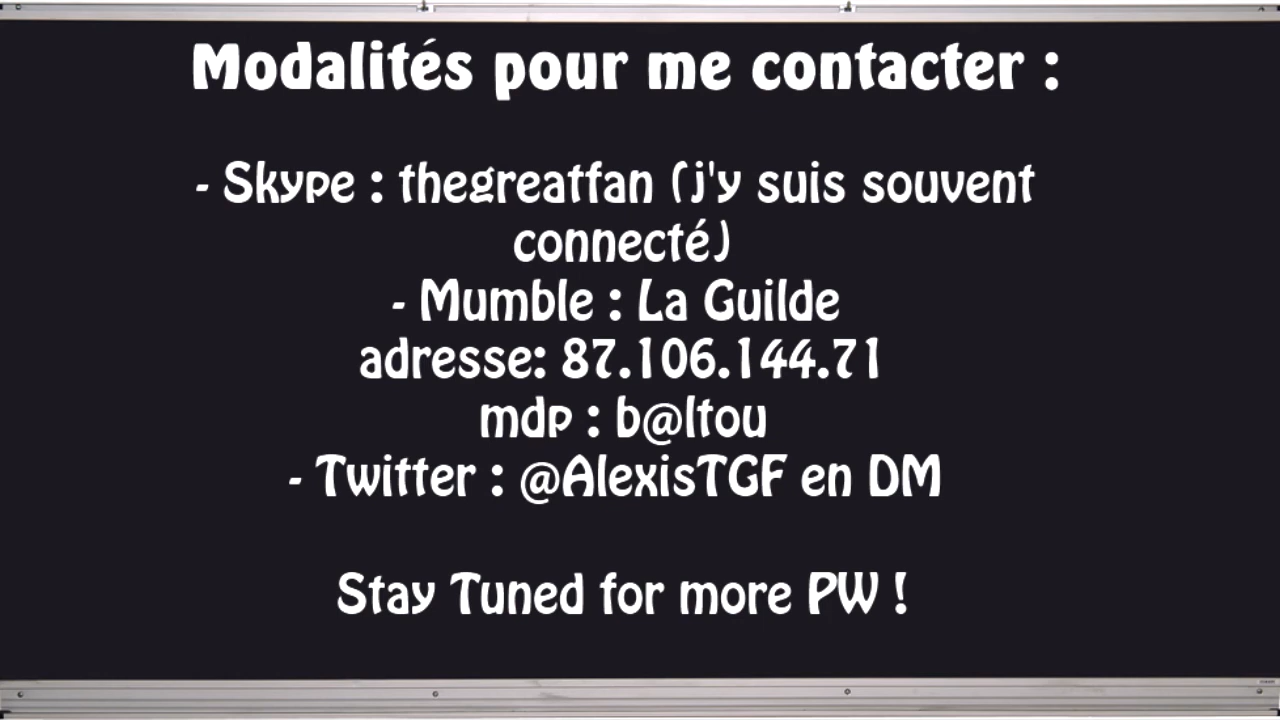 Modalités pour me contacter :
- Skype : thegreatfan (j'y suis souvent
connecté)
- Mumble : La Guilde
adresse: 87.106.144.71
mdp : b@ltou
- Twitter : @AlexisTGF en DM
Stay Tuned for more PW !